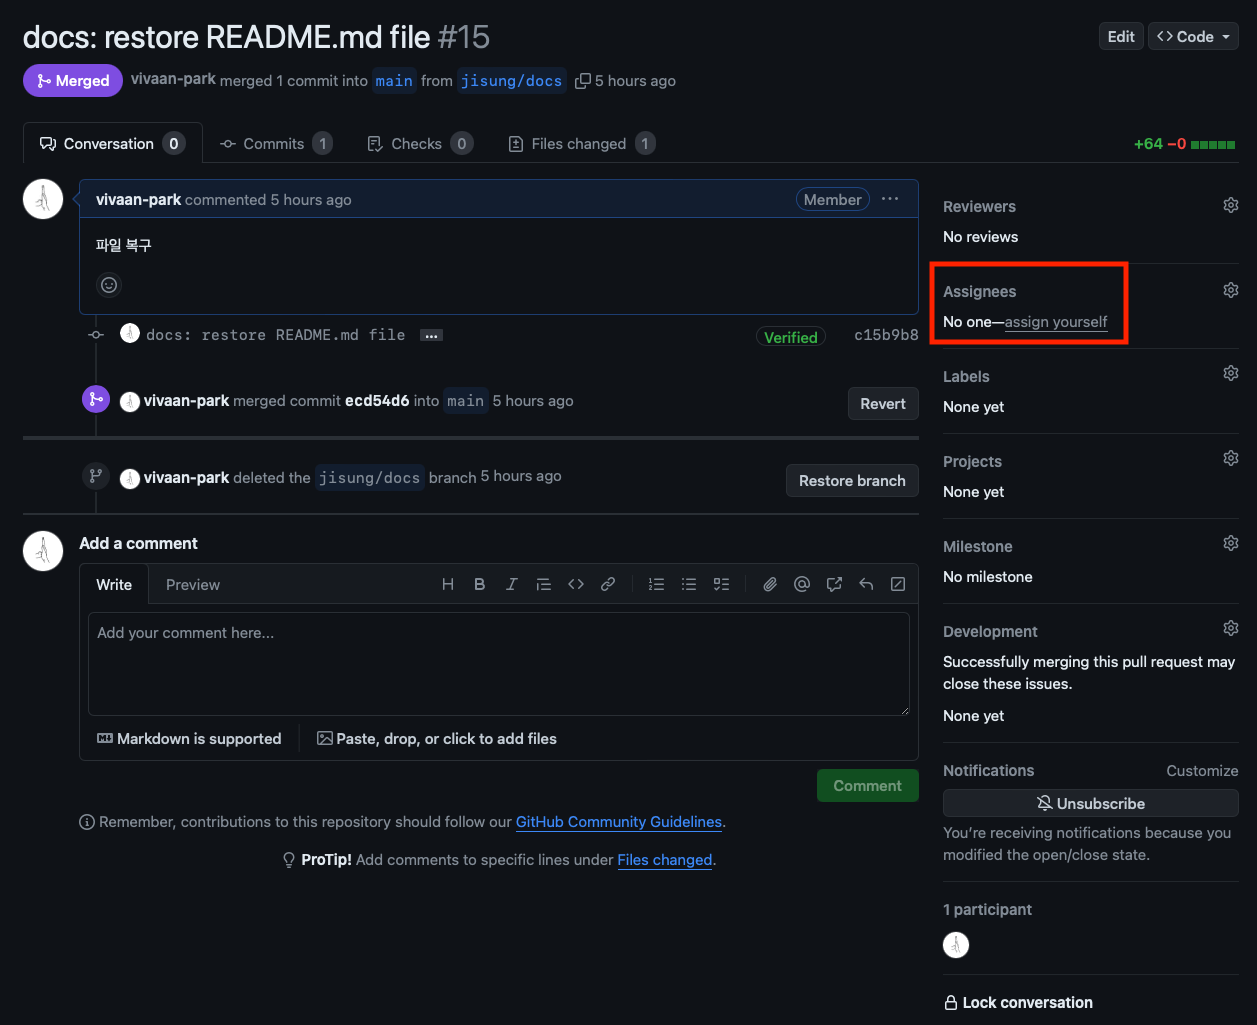 docs: restore README.md file #15
Edit
<> Code
Merged
vivaan-park merged 1 commit into main from jisung/docs 5 hours ago
Conversation 0
Commits 1
Checks 0
Files changed 1
+64 −0
vivaan-park commented 5 hours ago
Member
파일 복구
docs: restore README.md file
Verified
c15b9b8
vivaan-park merged commit ecd54d6 into main 5 hours ago
Revert
vivaan-park deleted the jisung/docs branch 5 hours ago
Restore branch
Add a comment
Write
Preview
Add your comment here...
Markdown is supported
Paste, drop, or click to add files
Comment
Remember, contributions to this repository should follow our GitHub Community Guidelines.
ProTip! Add comments to specific lines under Files changed.
Reviewers
No reviews
Assignees
No one—assign yourself
Labels
None yet
Projects
None yet
Milestone
No milestone
Development
Successfully merging this pull request may
close these issues.
None yet
Notifications
Customize
Unsubscribe
You’re receiving notifications because you
modified the open/close state.
1 participant
Lock conversation